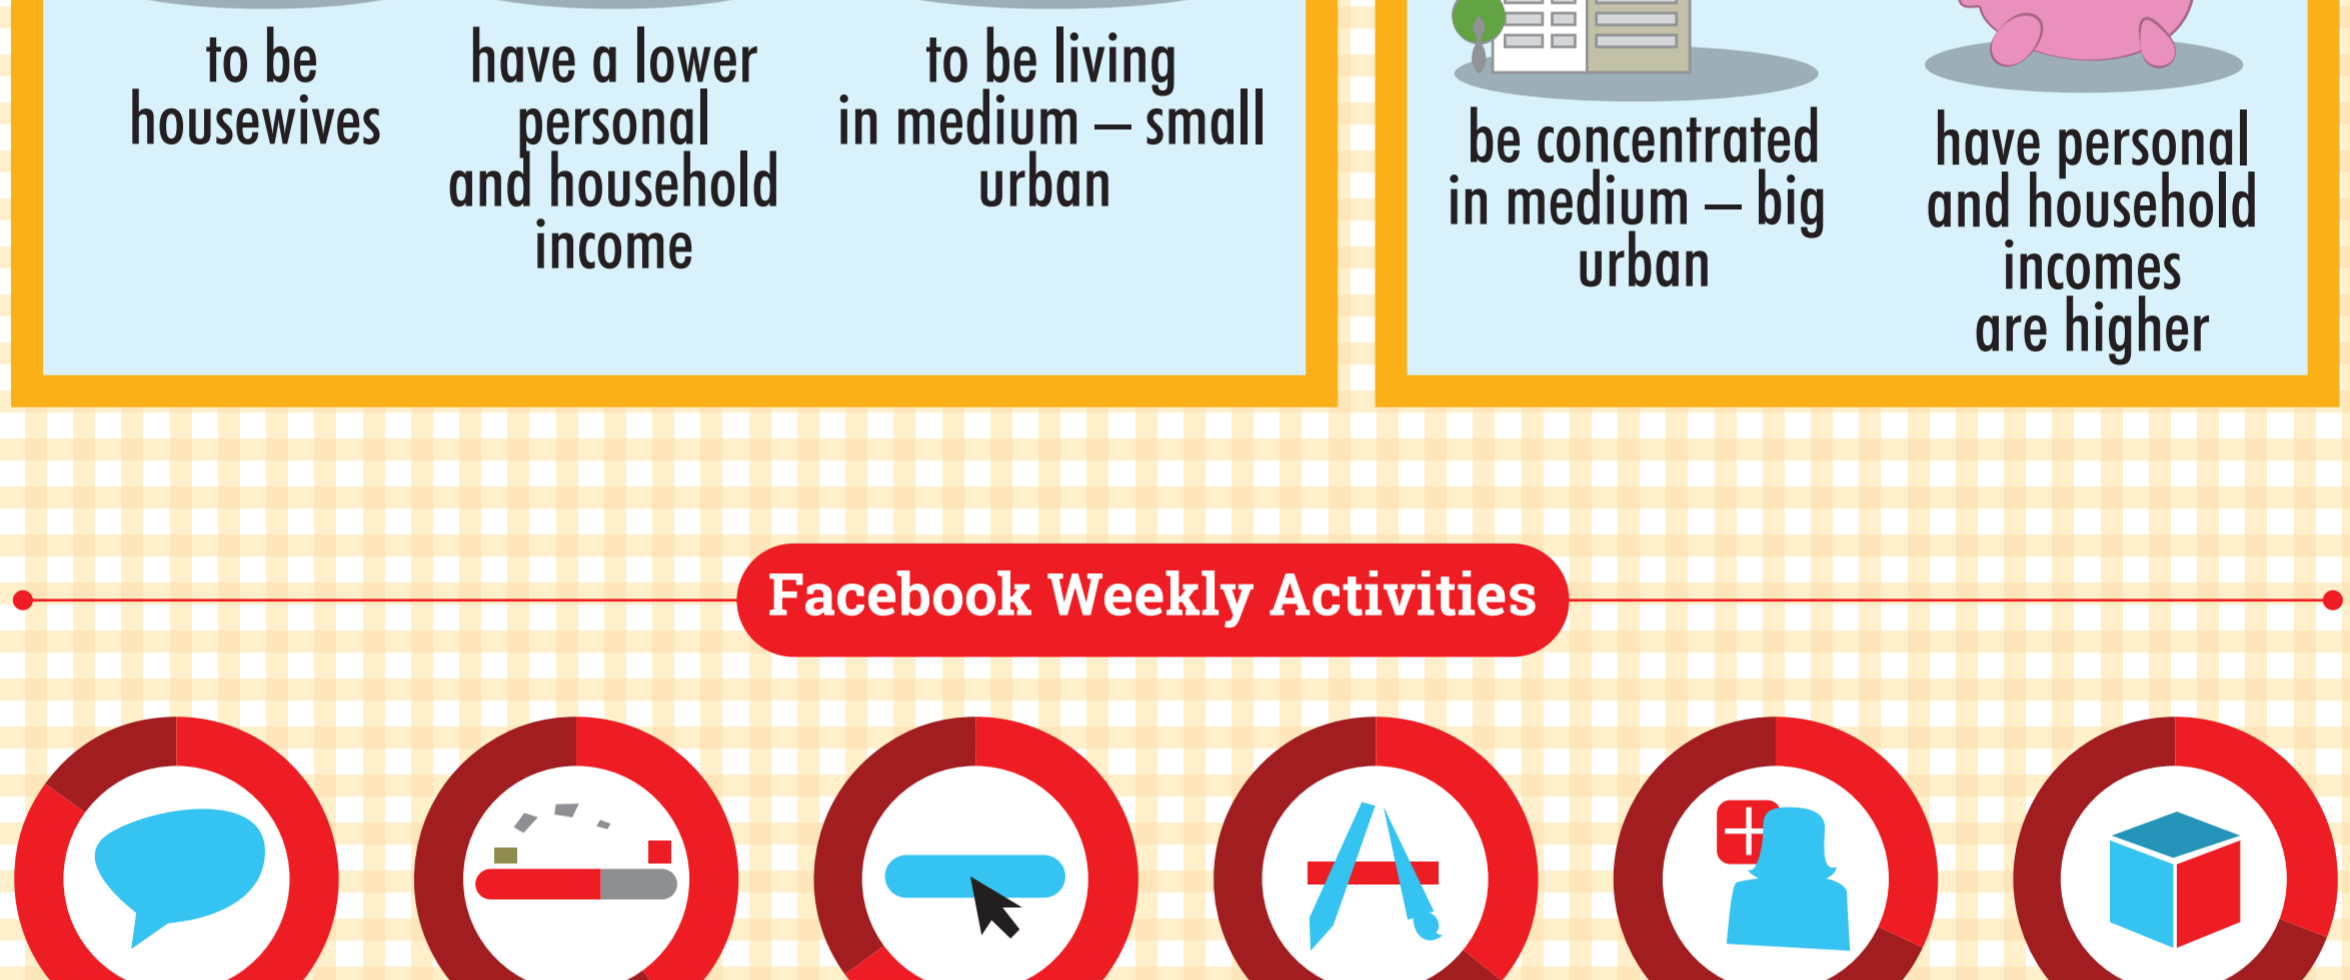 to be
housewives
have a lower
personal
and household
income
to be living
in medium – small
urban
be concentrated
in medium – big
urban
have personal
and household
incomes
are higher
Facebook Weekly Activities